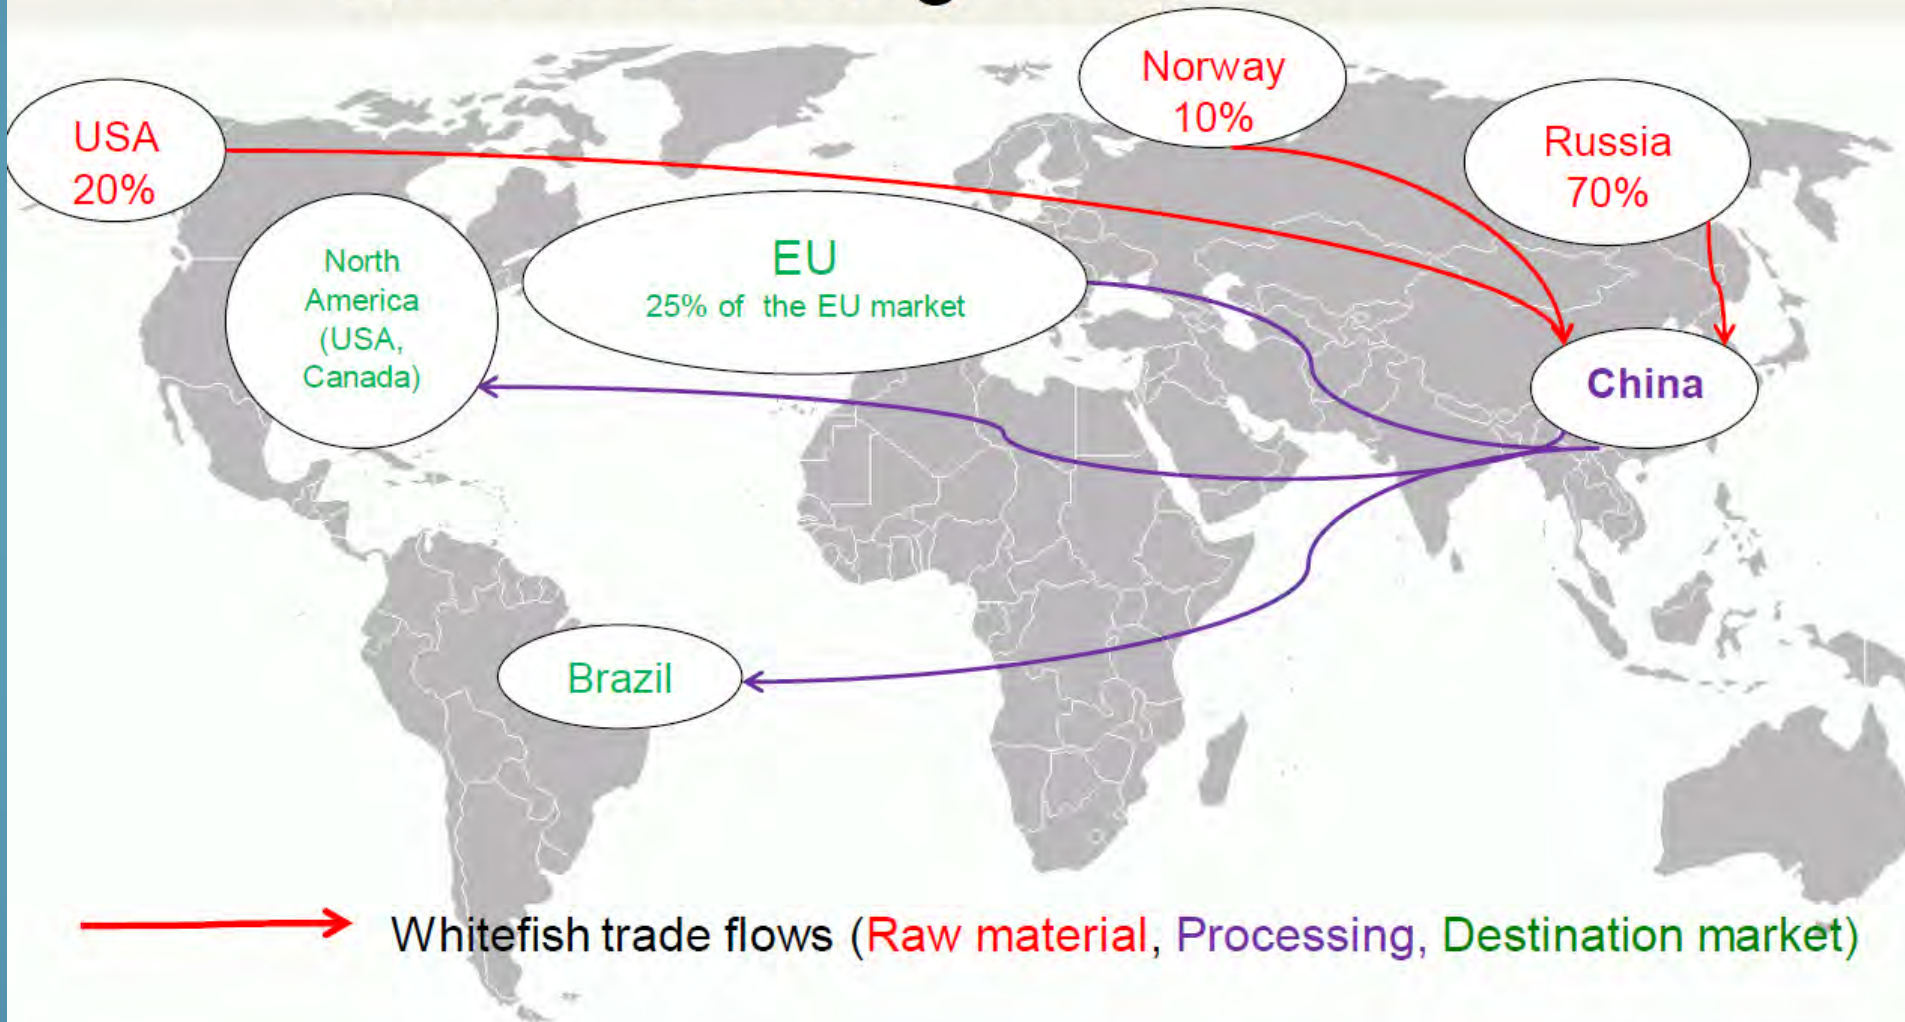 Norway
10%
USA
20%
Russia
70%
North
America
(USA,
Canada)
EU
25% of the EU market
China
Brazil
Whitefish trade flows (Raw material, Processing, Destination market)